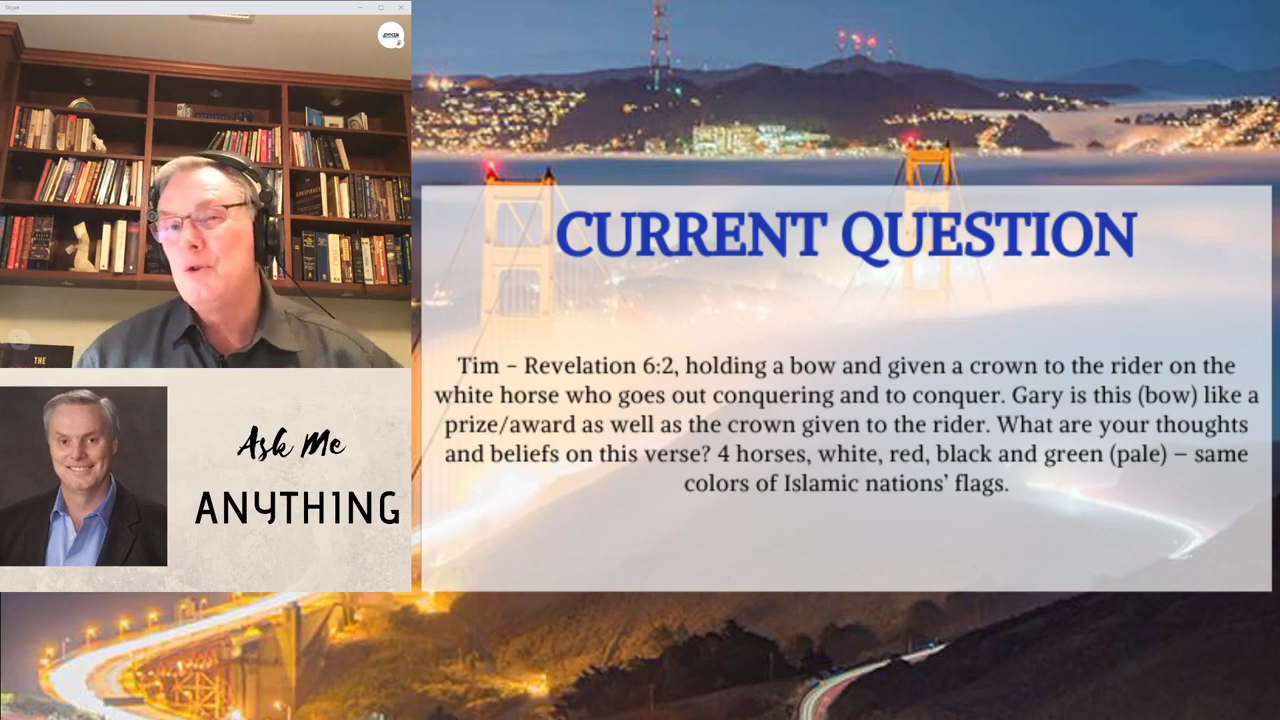 Skype
CURRENT QUESTION
Tim – Revelation 6:2, holding a bow and given a crown to the rider on the
white horse who goes out conquering and to conquer. Gary is this (bow) like a
prize/award as well as the crown given to the rider. What are your thoughts
and beliefs on this verse? 4 horses, white, red, black and green (pale) – same
colors of Islamic nations’ flags.
THE
Ask Me
ANYTHING